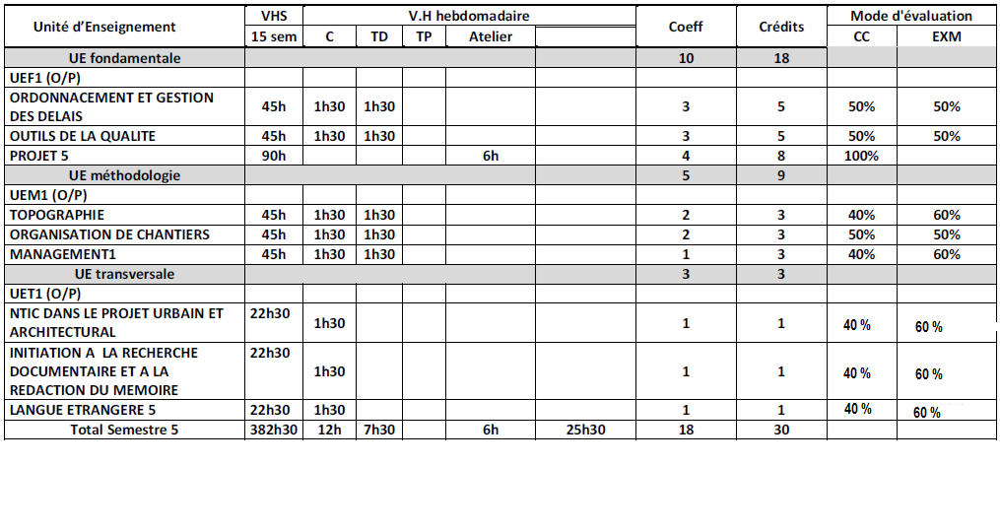 Unité d'Enseignement VHS V.H hebdomadaire Coeff Crédits Mode d'évaluation
15 sem C TD TP Atelier CC EXM
UE fondamentale 10 18
UEF1 (O/P)
ORDONNACEMENT ET GESTION
DES DELAIS 45h 1h30 1h30 3 5 50% 50%
OUTILS DE LA QUALITE 45h 1h30 1h30 3 5 50% 50%
PROJET 5 90h 6h 4 8 100%
UE méthodologie 5 9
UEM1 (O/P)
TOPOGRAPHIE 45h 1h30 1h30 2 3 40% 60%
ORGANISATION DE CHANTIERS 45h 1h30 1h30 2 3 50% 50%
MANAGEMENT1 45h 1h30 1h30 1 3 40% 60%
UE transversale 3 3
UET1 (O/P)
NTIC DANS LE PROJET URBAIN ET 22h30
ARCHITECTURAL 1h30 1 1 40 % 60 %
INITIATION A LA RECHERCHE 22h30
DOCUMENTAIRE ET A LA 1h30 1 1 40 % 60 %
REDACTION DU MEMOIRE
LANGUE ETRANGERE 5 22h30 1h30 1 1 40 % 60 %
Total Semestre 5 382h30 12h 7h30 6h 25h30 18 30